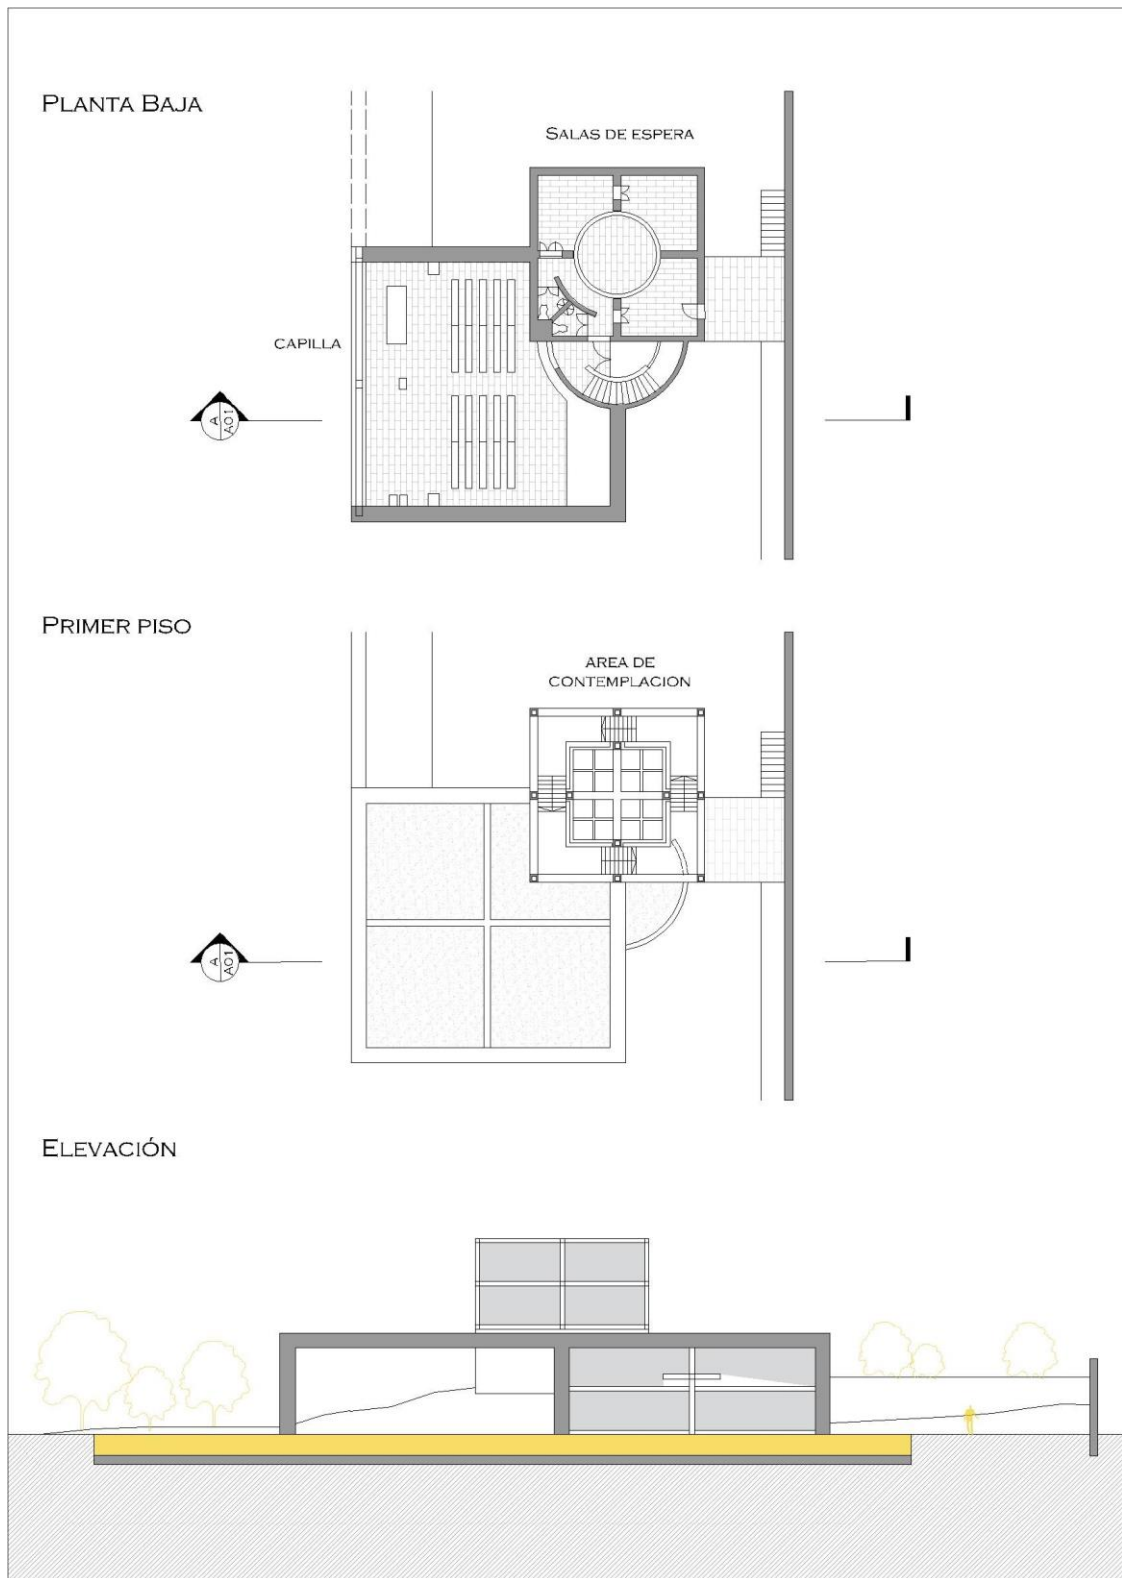 PLANTA BAJA
SALAS DE ESPERA
CAPILLA
A
A01
PRIMER PISO
AREA DE
CONTEMPLACION
A
A01
ELEVACIÓN